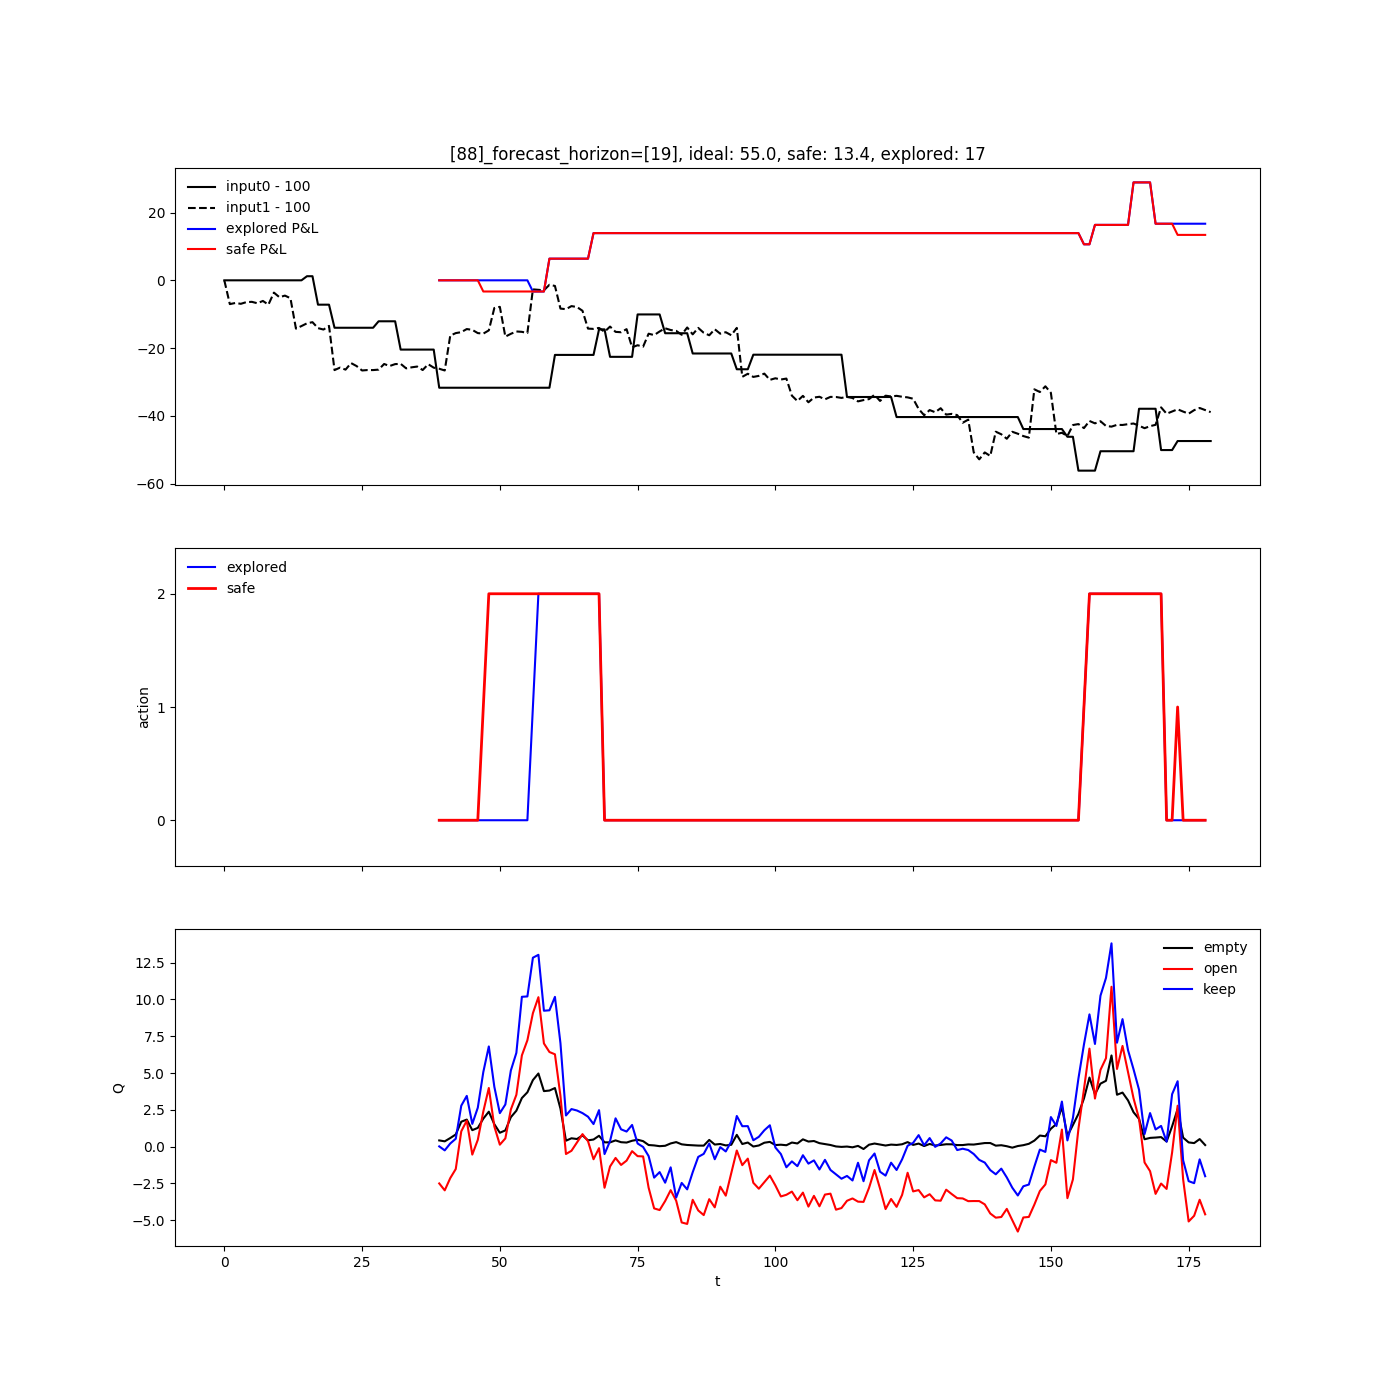 [88]_forecast_horizon=[19], ideal: 55.0, safe: 13.4, explored: 17
input0 - 100
input1 - 100
explored P&L
safe P&L
20
0
−20
−40
−60
explored
safe
2
1
0
action
empty
open
keep
12.5
10.0
7.5
5.0
2.5
0.0
−2.5
−5.0
Q
0 25 50 75 100 125 150 175
t